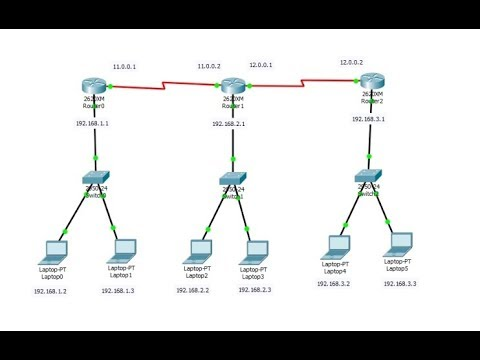 11.0.0.1
11.0.0.2
12.0.0.1
12.0.0.2
2620XM
Router0
2620XM
Router1
2620XM
Router2
192.168.1.1
192.168.2.1
192.168.3.1
2950-24
2950-24
2950-24
Laptop-PT
Laptop0
Laptop-PT
Laptop1
Laptop-PT
Laptop2
Laptop-PT
Laptop3
Laptop-PT
Laptop4
Laptop-PT
Laptop5
192.168.1.2
192.168.1.3
192.168.2.2
192.168.2.3
192.168.3.2
192.168.3.3